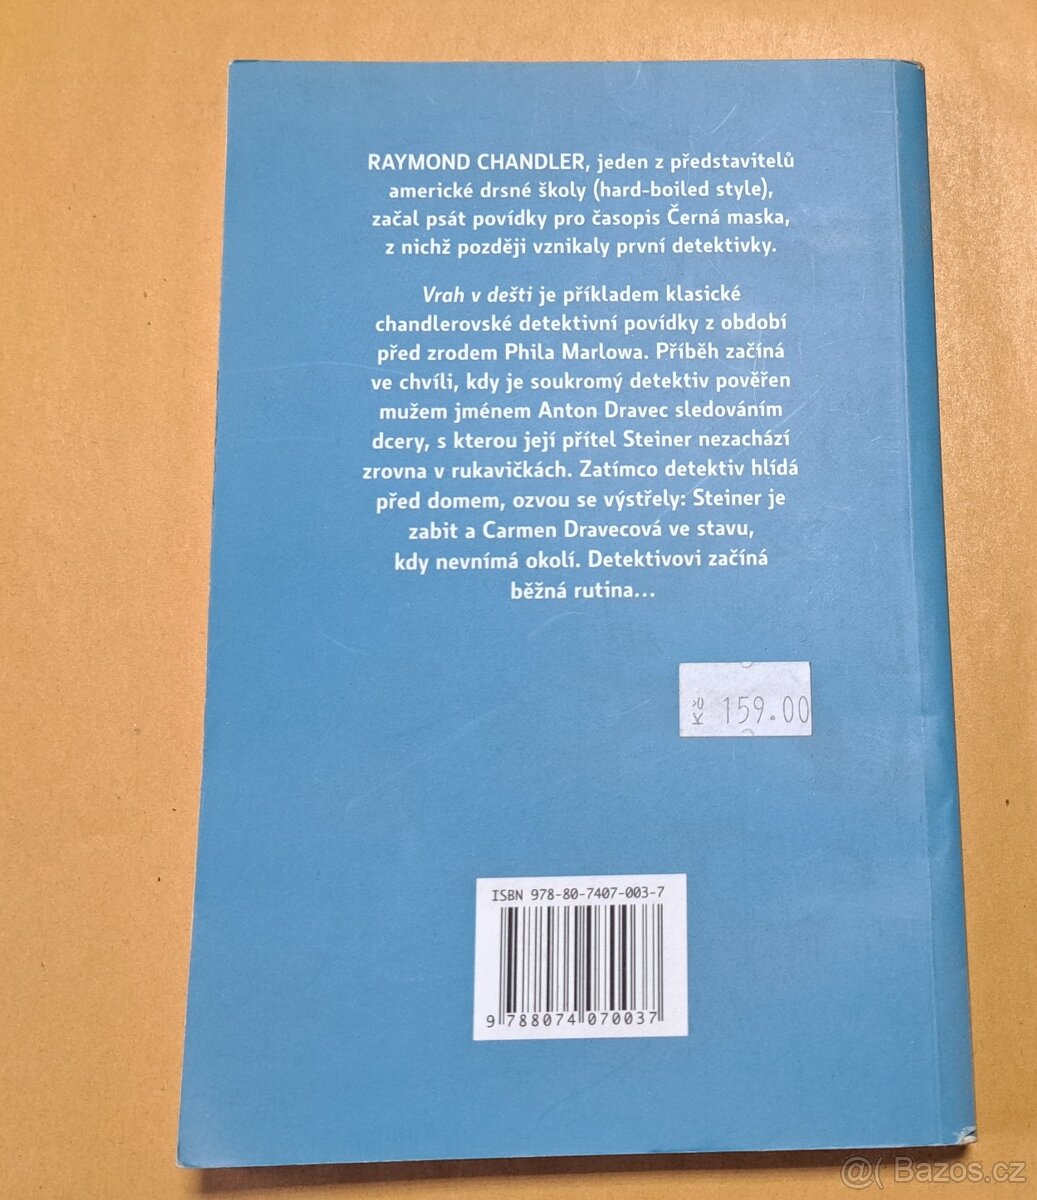 RAYMOND CHANDLER, jeden z představitelů
americké drsné školy (hard-boiled style),
začal psát povídky pro časopis Černá maska,
z nichž později vznikaly první detektivky.
Vrah v dešti je příkladem klasické
chandlerovské detektivní povídky z období
před zrodem Phila Marlowa. Příběh začíná
ve chvíli, kdy je soukromý detektiv pověřen
mužem jménem Anton Dravec sledováním
dcery, s kterou její přítel Steiner nezachází
zrovna v rukavičkách. Zatímco detektiv hlídá
před domem, ozvou se výstřely: Steiner je
zabit a Carmen Dravecová ve stavu,
kdy nevnímá okolí. Detektivovi začíná
běžná rutina...
Kč 159.00
ISBN 978-80-7407-003-7
9 788074 070037
@( Bazos.cz